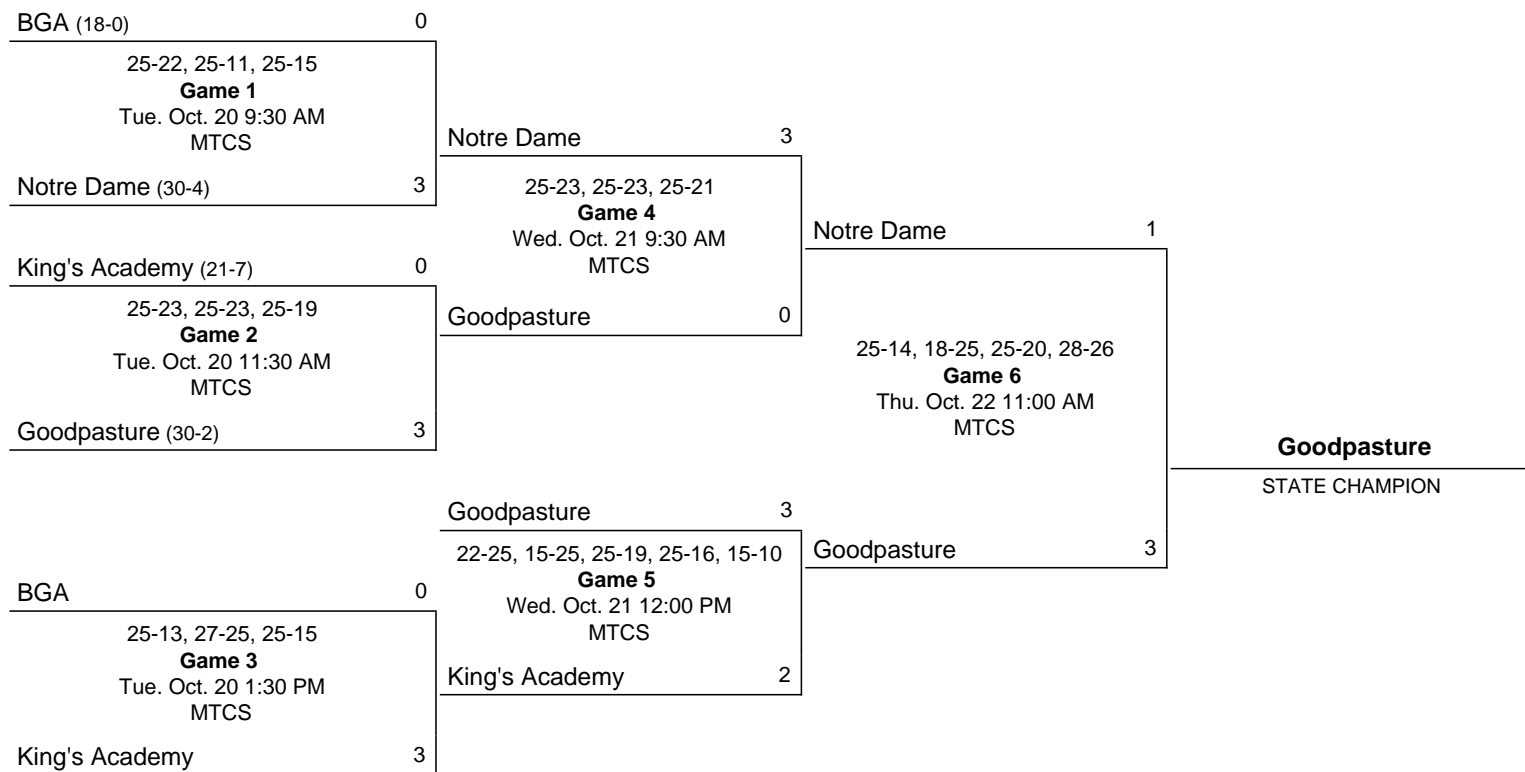 BGA (18-0) 0
25-22, 25-11, 25-15
Game 1
Tue. Oct. 20 9:30 AM
MTCS
Notre Dame (30-4) 3
King's Academy (21-7) 0
25-23, 25-23, 25-19
Game 2
Tue. Oct. 20 11:30 AM
MTCS
Goodpasture (30-2) 3
BGA 0
25-13, 27-25, 25-15
Game 3
Tue. Oct. 20 1:30 PM
MTCS
King's Academy 3
Notre Dame 3
25-23, 25-23, 25-21
Game 4
Wed. Oct. 21 9:30 AM
MTCS
Goodpasture 0
Goodpasture 3
22-25, 15-25, 25-19, 25-16, 15-10
Game 5
Wed. Oct. 21 12:00 PM
MTCS
King's Academy 2
Notre Dame 1
25-14, 18-25, 25-20, 28-26
Game 6
Thu. Oct. 22 11:00 AM
MTCS
Goodpasture 3
Goodpasture
STATE CHAMPION